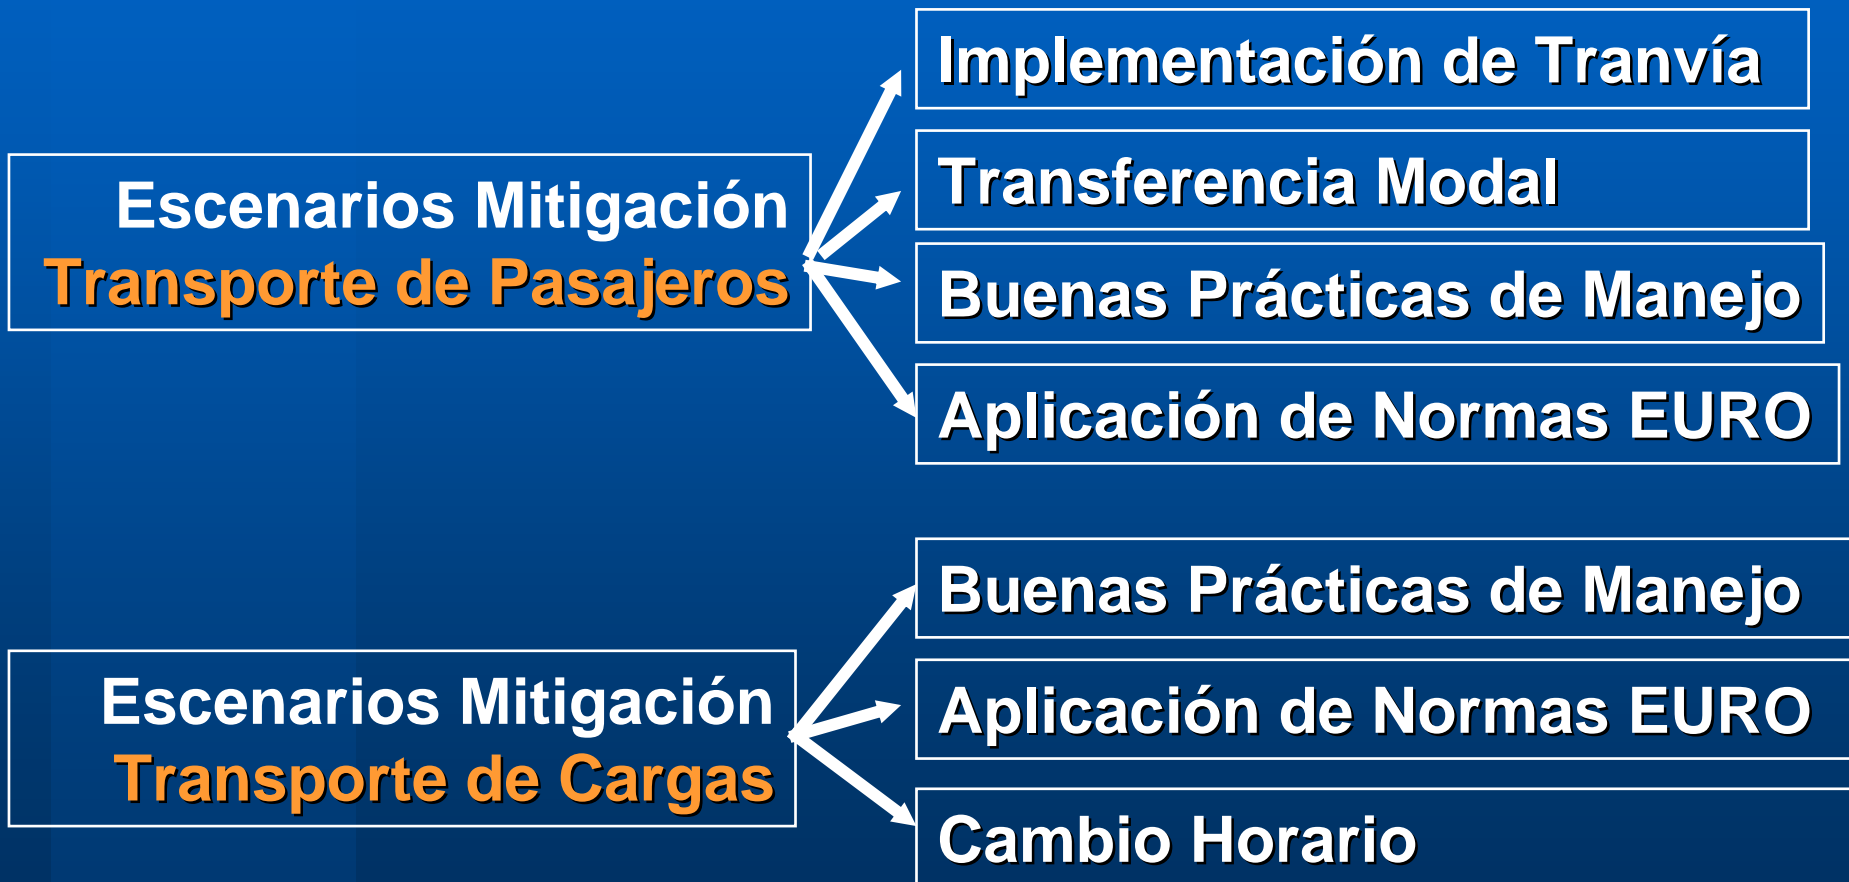 Escenarios Mitigación
Transporte de Pasajeros
Implementación de Tranvía
Transferencia Modal
Buenas Prácticas de Manejo
Aplicación de Normas EURO
Escenarios Mitigación
Transporte de Cargas
Buenas Prácticas de Manejo
Aplicación de Normas EURO
Cambio Horario